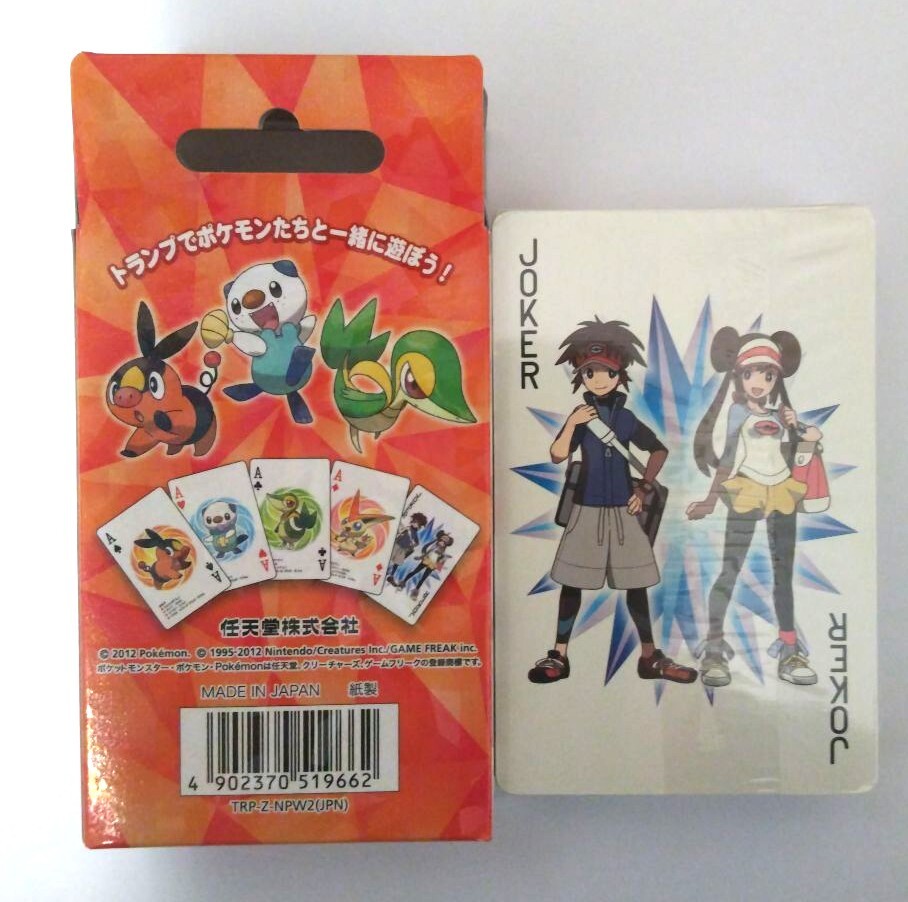 トランプでポケモンたちと一緒に遊ぼう！
A
A
A
A
A
A
A
A
JOKER
任天堂株式会社
© 2012 Pokémon. © 1995-2012 Nintendo/Creatures Inc./GAME FREAK inc.
ポケットモンスター・ポケモン・Pokémonは任天堂、クリーチャーズ、ゲームフリークの登録商標です。
MADE IN JAPAN 紙製
4 902370 519662
TRP-Z-NPW2(JPN)
JOKER
JOKER